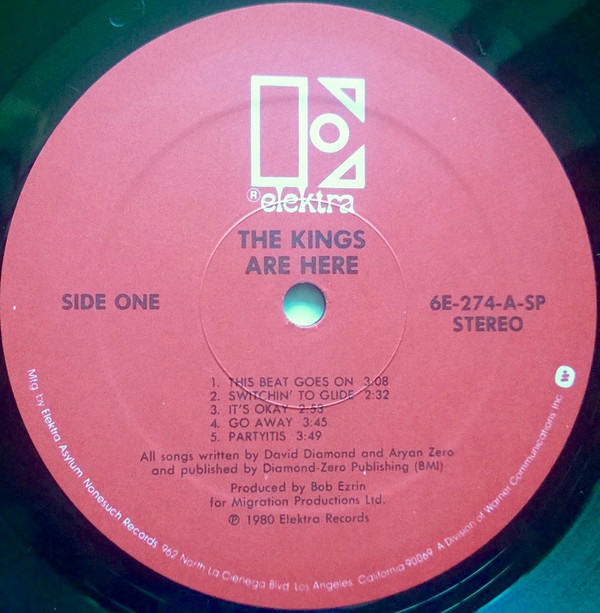 ® elektra
THE KINGS
ARE HERE
SIDE ONE
6E-274-A-SP
STEREO
1. THIS BEAT GOES ON 3:08
2. SWITCHIN' TO GLIDE 2:32
3. IT'S OKAY 2:53
4. GO AWAY 3:45
5. PARTYITIS 3:49
All songs written by David Diamond and Aryan Zero
and published by Diamond-Zero Publishing (BMI)
Produced by Bob Ezrin
for Migration Productions Ltd.
℗ 1980 Elektra Records
Mfg. by Elektra Asylum Nonesuch Records 962 North La Cienega Blvd. Los Angeles, California 90069 A Division of Warner Communications Inc.